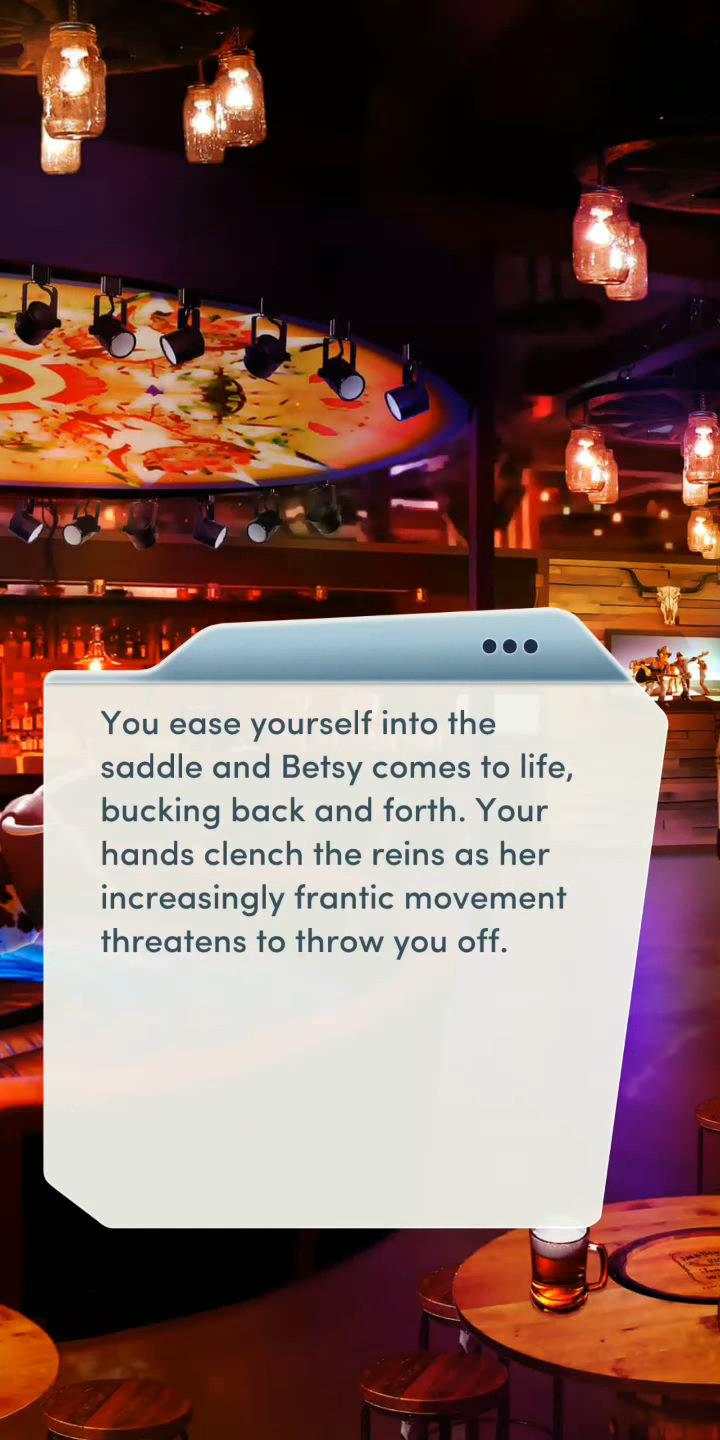 You ease yourself into the
saddle and Betsy comes to life,
bucking back and forth. Your
hands clench the reins as her
increasingly frantic movement
threatens to throw you off.